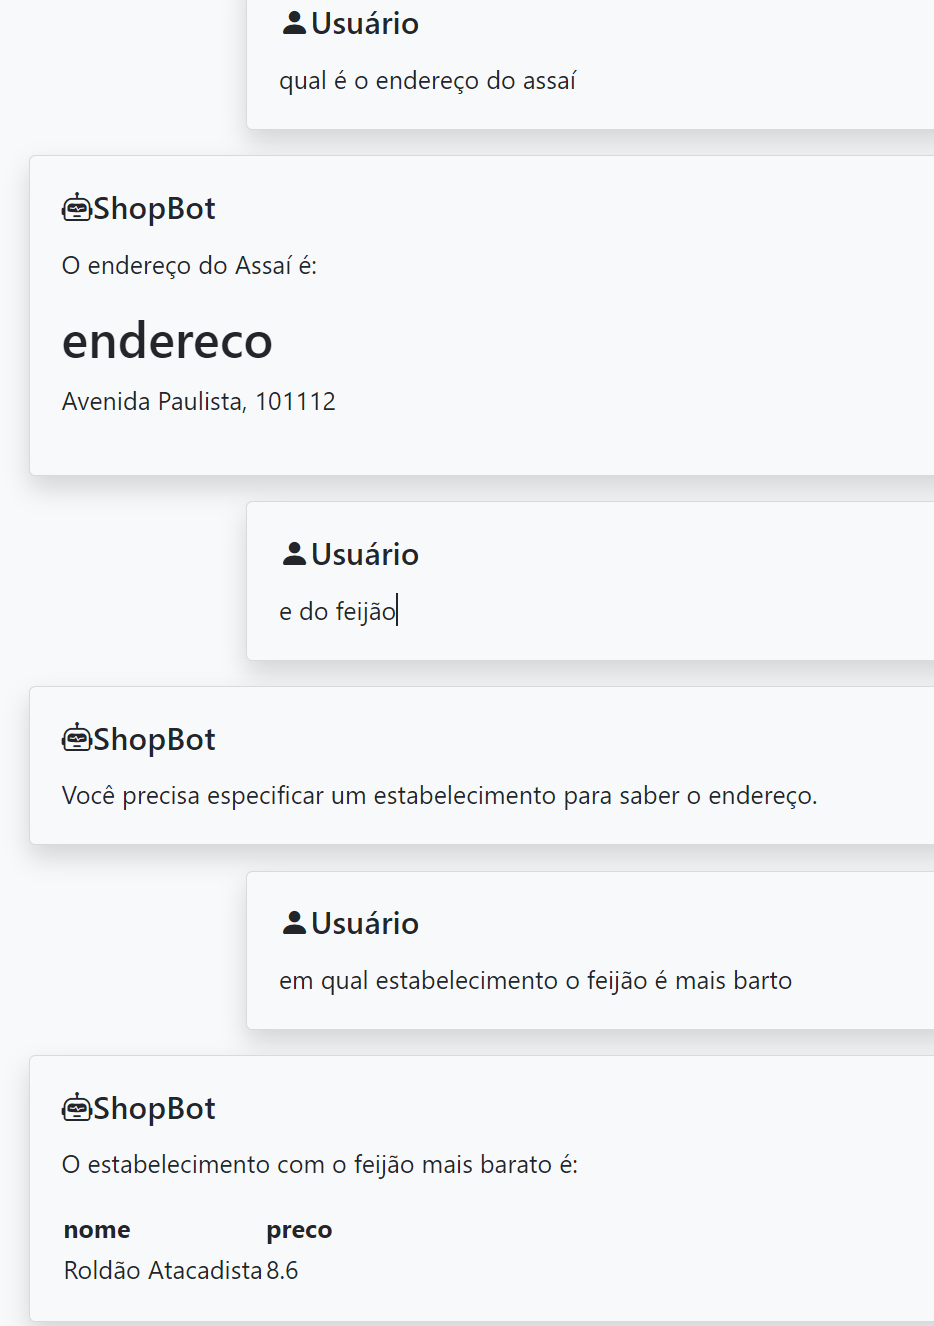 Usuário
qual é o endereço do assaí
ShopBot
O endereço do Assaí é:
endereco
Avenida Paulista, 101112
Usuário
e do feijão
ShopBot
Você precisa especificar um estabelecimento para saber o endereço.
Usuário
em qual estabelecimento o feijão é mais barto
ShopBot
O estabelecimento com o feijão mais barato é:
nome preco
Roldão Atacadista 8.6